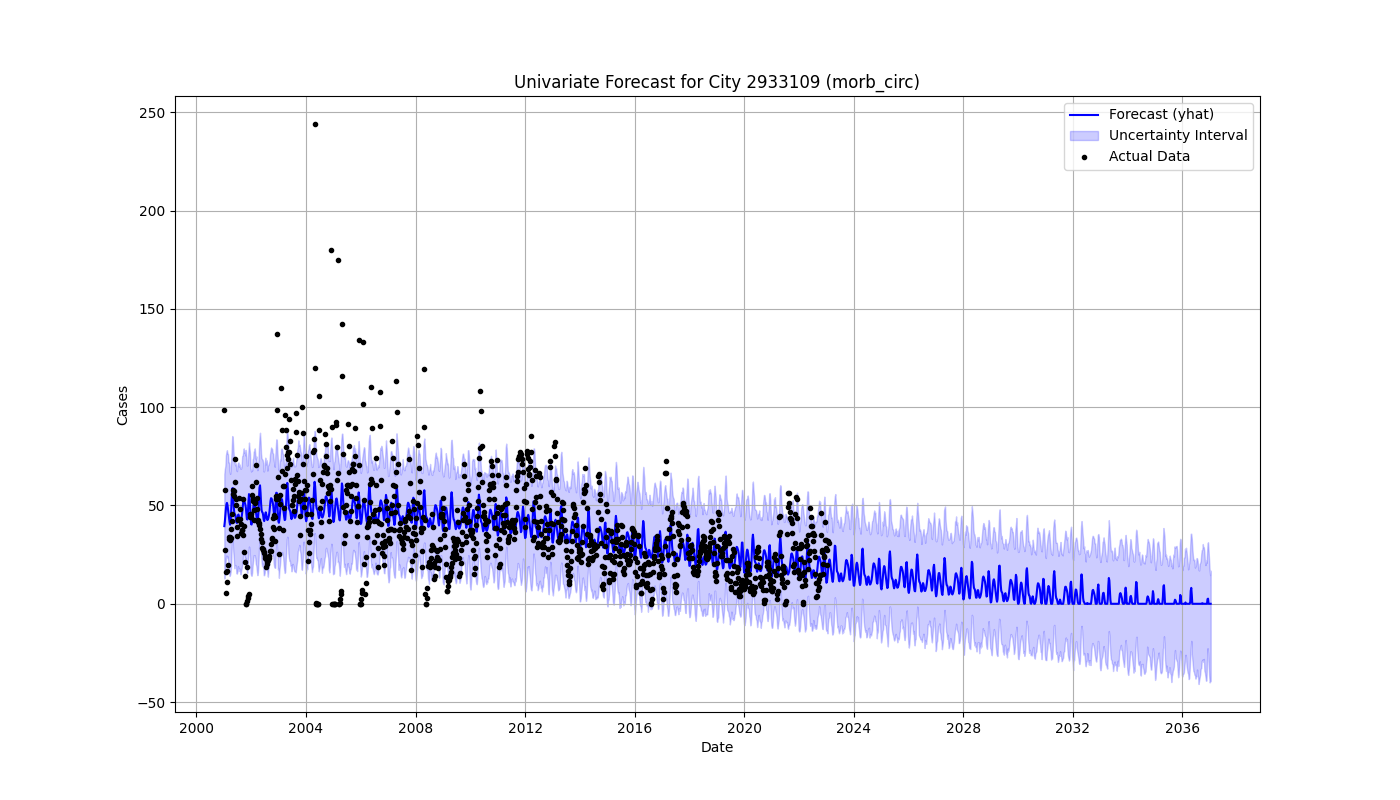 Univariate Forecast for City 2933109 (morb_circ)
Forecast (yhat)
Uncertainty Interval
Actual Data
Cases
250
200
150
100
50
0
−50
2000 2004 2008 2012 2016 2020 2024 2028 2032 2036
Date